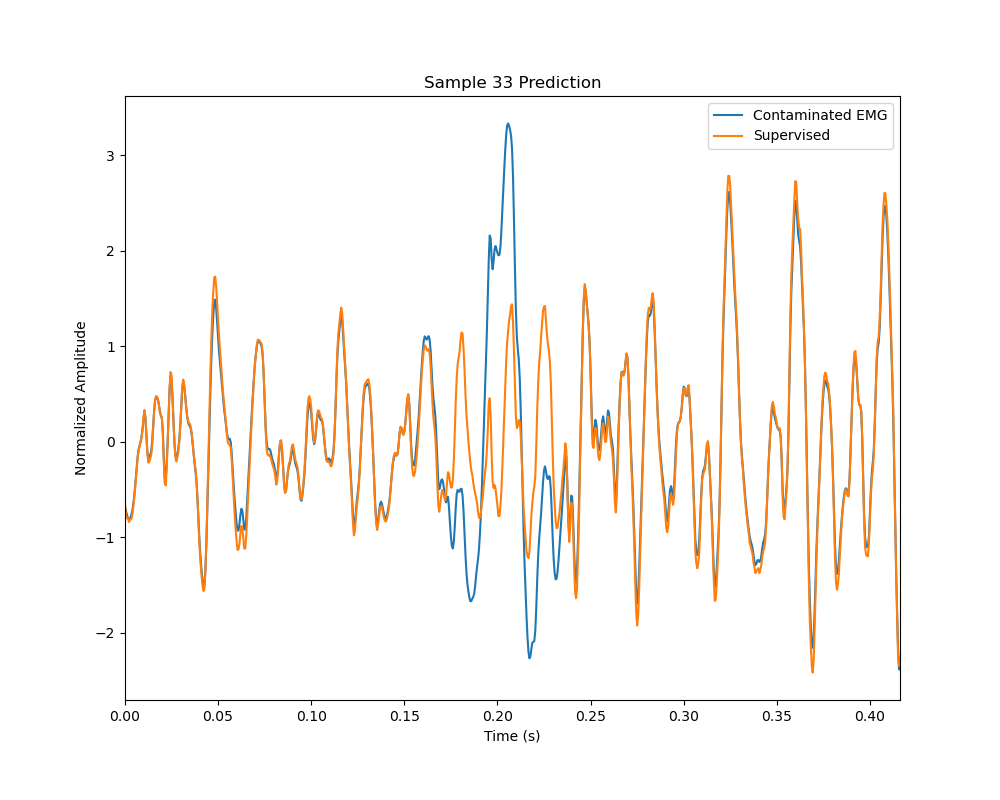 Sample 33 Prediction
Contaminated EMG
Supervised
Normalized Amplitude
3
2
1
0
−1
−2
0.00 0.05 0.10 0.15 0.20 0.25 0.30 0.35 0.40
Time (s)